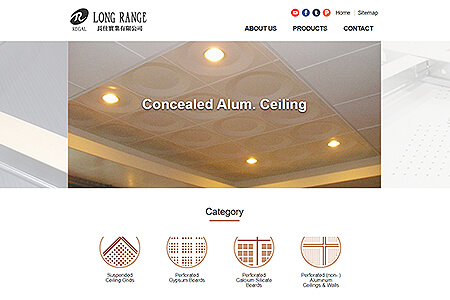 LONG RANGE
REGAL
長佳實業有限公司
Home
Sitemap
ABOUT US
PRODUCTS
CONTACT
Concealed Alum. Ceiling
Category
Suspended
Ceiling Grids
Perforated
Gypsum Boards
Perforated
Calcium Silicate
Boards
Perforated (non-)
Aluminum
Ceilings & Walls